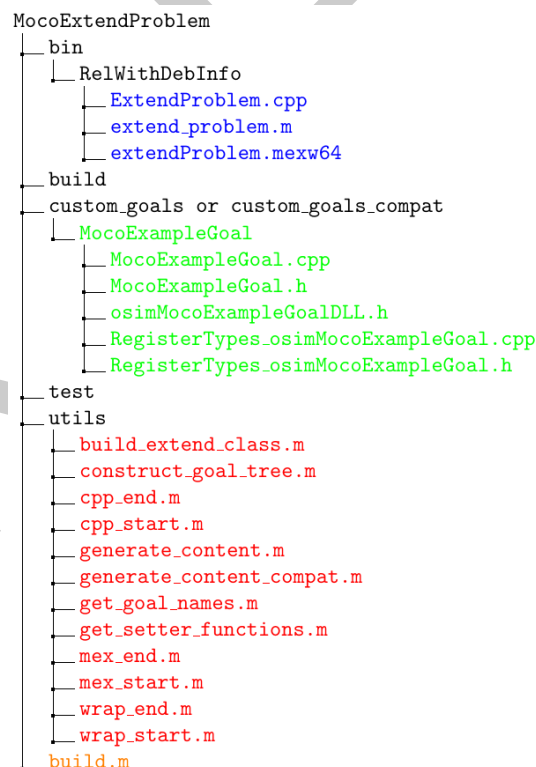 MocoExtendProblem
bin
RelWithDebInfo
ExtendProblem.cpp
extend_problem.m
extendProblem.mexw64
build
custom_goals or custom_goals_compat
MocoExampleGoal
MocoExampleGoal.cpp
MocoExampleGoal.h
osimMocoExampleGoalDLL.h
RegisterTypes_osimMocoExampleGoal.cpp
RegisterTypes_osimMocoExampleGoal.h
test
utils
build_extend_class.m
construct_goal_tree.m
cpp_end.m
cpp_start.m
generate_content.m
generate_content_compat.m
get_goal_names.m
get_setter_functions.m
mex_end.m
mex_start.m
wrap_end.m
wrap_start.m
build.m